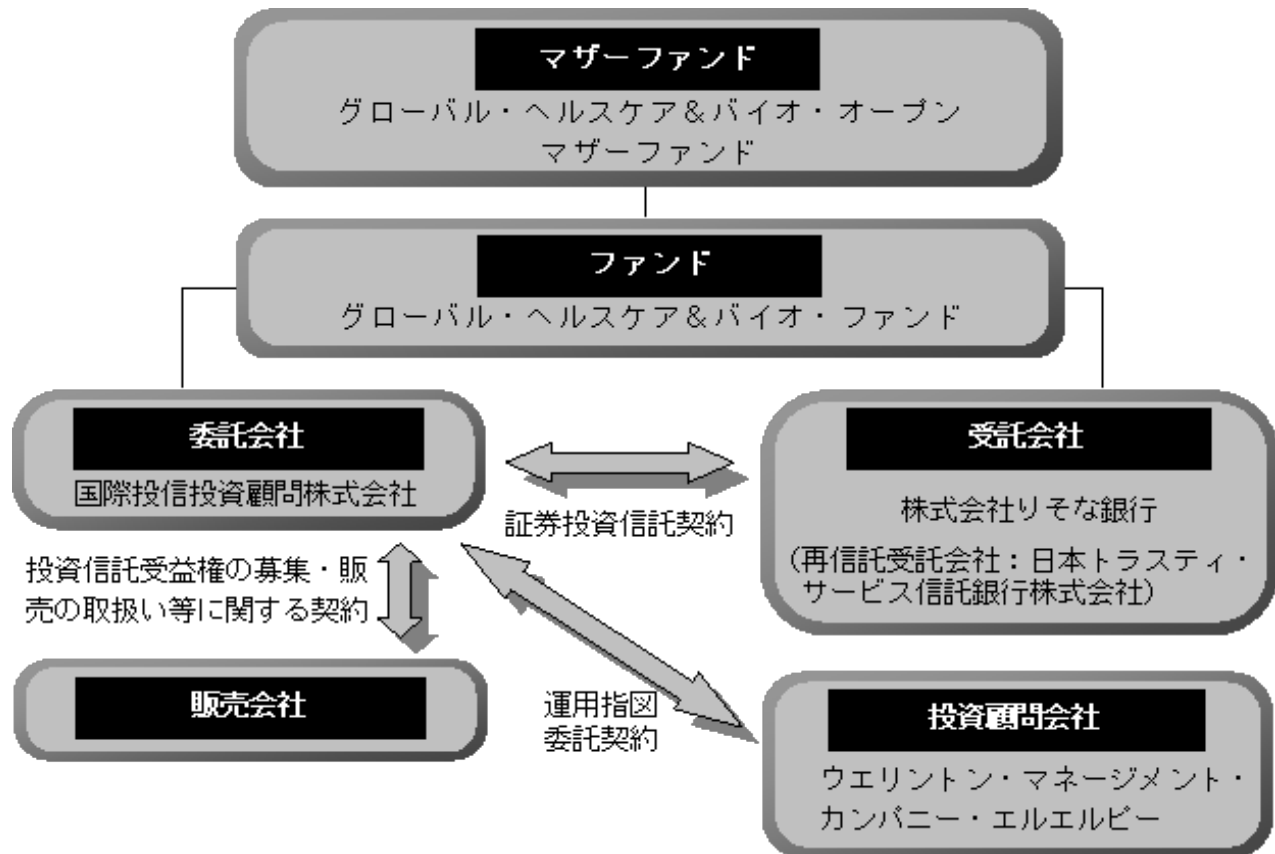 マザーファンド
グローバル・ヘルスケア&バイオ・オープン
マザーファンド
ファンド
グローバル・ヘルスケア&バイオ・ファンド
委託会社
国際投信投資顧問株式会社
証券投資信託契約
受託会社
株式会社りそな銀行
(再信託受託会社：日本トラスティ・
サービス信託銀行株式会社)
投資信託受益権の募集・販
売の取扱い等に関する契約
販売会社
運用指図
委託契約
投資顧問会社
ウエリントン・マネージメント・
カンパニー・エルエルピー